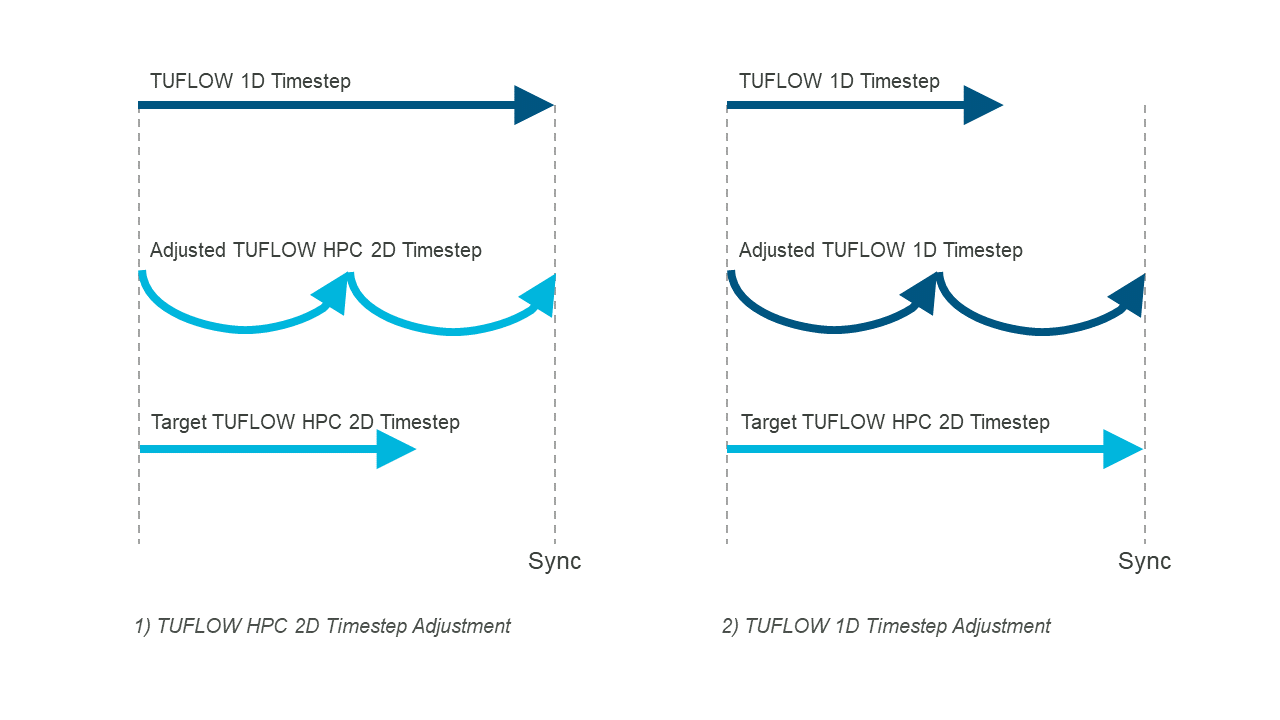 TUFLOW 1D Timestep
Adjusted TUFLOW HPC 2D Timestep
Target TUFLOW HPC 2D Timestep
Sync
1) TUFLOW HPC 2D Timestep Adjustment
TUFLOW 1D Timestep
Adjusted TUFLOW 1D Timestep
Target TUFLOW HPC 2D Timestep
Sync
2) TUFLOW 1D Timestep Adjustment